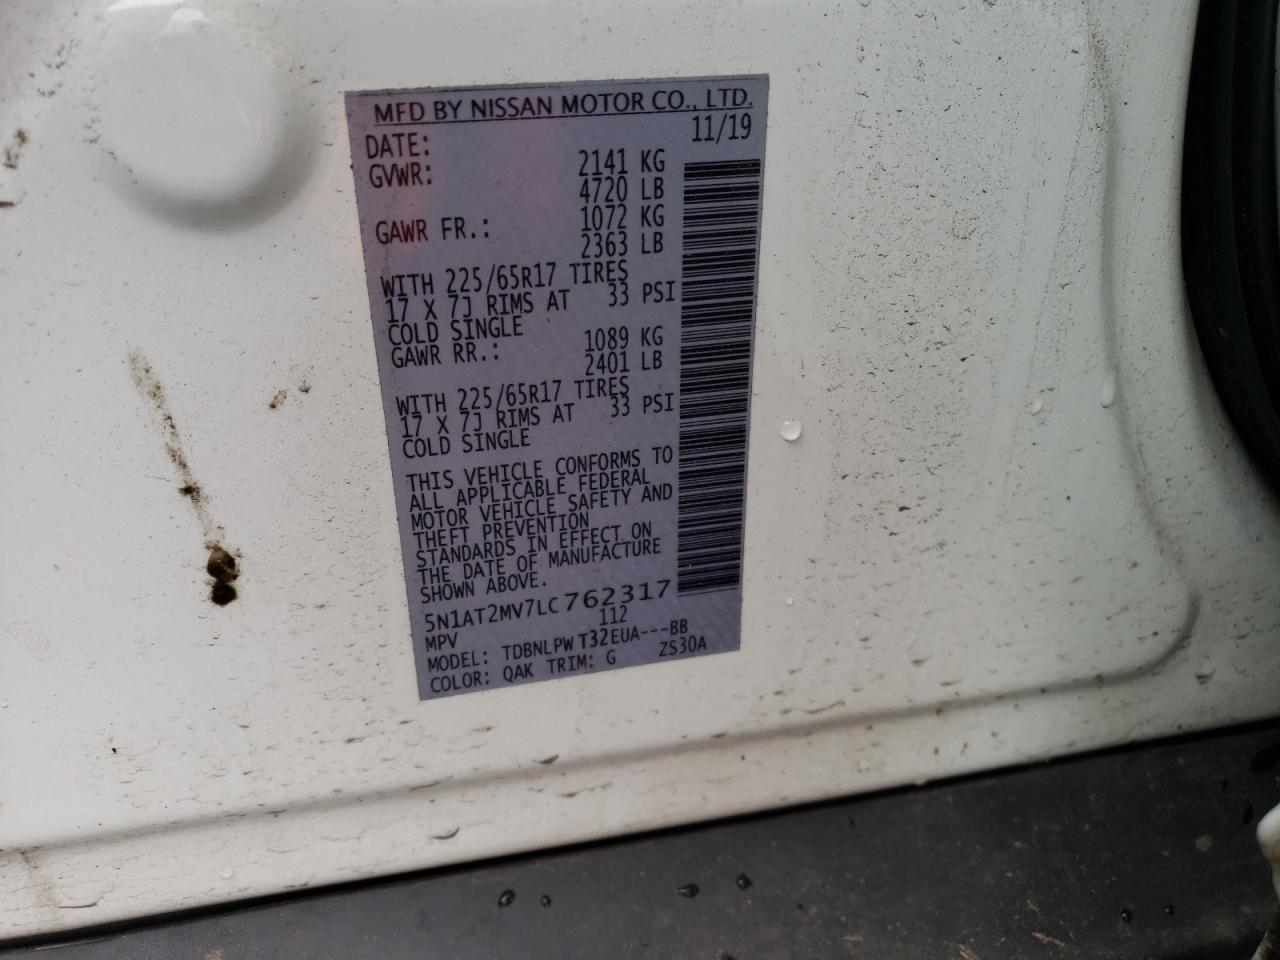 MFD BY NISSAN MOTOR CO., LTD.
DATE: 11/19
GVWR: 2141 KG
4720 LB
GAWR FR.: 1072 KG
2363 LB
WITH 225/65R17 TIRES
17 X 7J RIMS AT 33 PSI
COLD SINGLE
GAWR RR.: 1089 KG
2401 LB
WITH 225/65R17 TIRES
17 X 7J RIMS AT 33 PSI
COLD SINGLE
THIS VEHICLE CONFORMS TO
ALL APPLICABLE FEDERAL
MOTOR VEHICLE SAFETY AND
THEFT PREVENTION
STANDARDS IN EFFECT ON
THE DATE OF MANUFACTURE
SHOWN ABOVE.
5N1AT2MV7LC762317
MPV 112
MODEL: TDBNLPW T32EUA---BB
COLOR: QAK TRIM: G ZS30A